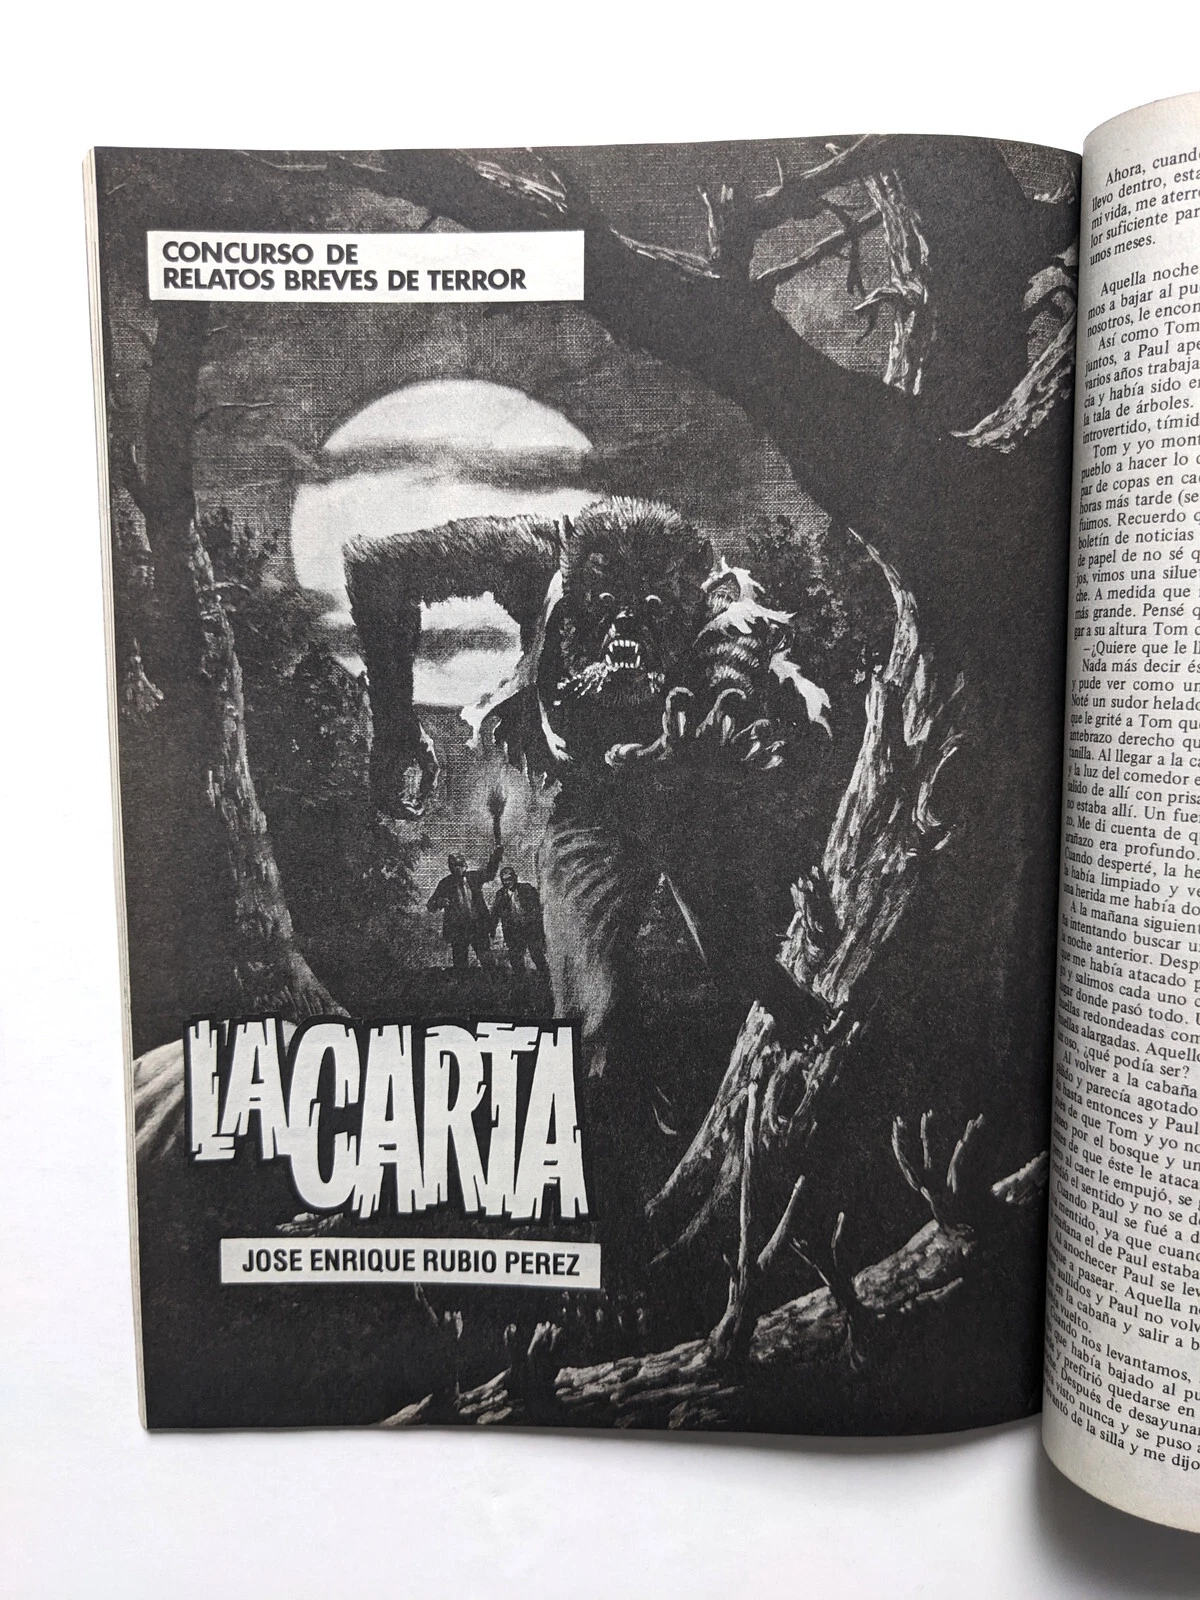 CONCURSO DE
RELATOS BREVES DE TERROR
LA CARTA
JOSE ENRIQUE RUBIO PEREZ
Ahora, cuand
llevo dentro, esta
mi vida, me aterr
lor suficiente par
unos meses.
Aquella noche
mos a bajar al pu
nosotros, le encon
Así como Tom
juntos, a Paul ape
varios años trabaja
cia y había sido e
la tala de árboles.
introvertido, tímid
Tom y yo mont
pueblo a hacer lo
par de copas en ca
horas más tarde (se
fuimos. Recuerdo
boletín de noticias
de papel de no sé q
jos, vimos una silue
che. A medida que
más grande. Pensé q
gar a su altura Tom
—¿Quiere que le ll
Nada más decir és
y pude ver como un
Noté un sudor helad
que le grité a Tom que
antebrazo derecho qu
tanilla. Al llegar a la ca
y la luz del comedor e
salido de allí con prisa
no estaba allí. Un fuer
zo. Me di cuenta de q
arañazo era profundo.
Cuando desperté, la he
la había limpiado y ve
una herida me había do
A la mañana siguient
intentando buscar u
la noche anterior. Desp
que me había atacado p
y salimos cada uno
lugar donde pasó todo. U
huellas redondeadas com
huellas alargadas. Aquello
oso, ¿qué podía ser?
Al volver a la cabaña
y parecía agotado
hasta entonces y Paul
de que Tom y yo no
por el bosque y un
de que éste le ataca
al caer le empujó, se
el sentido y no se d
Cuando Paul se fué a d
mentido, ya que cuand
mañana el de Paul estaba
Al anochecer Paul se lev
a pasear. Aquella n
aullidos y Paul no volv
en la cabaña y salir a b
vuelto.
Cuando nos levantamos,
que había bajado al pu
y prefirió quedarse en
Después de desayunar
visto nunca y se puso
de la silla y me dijo